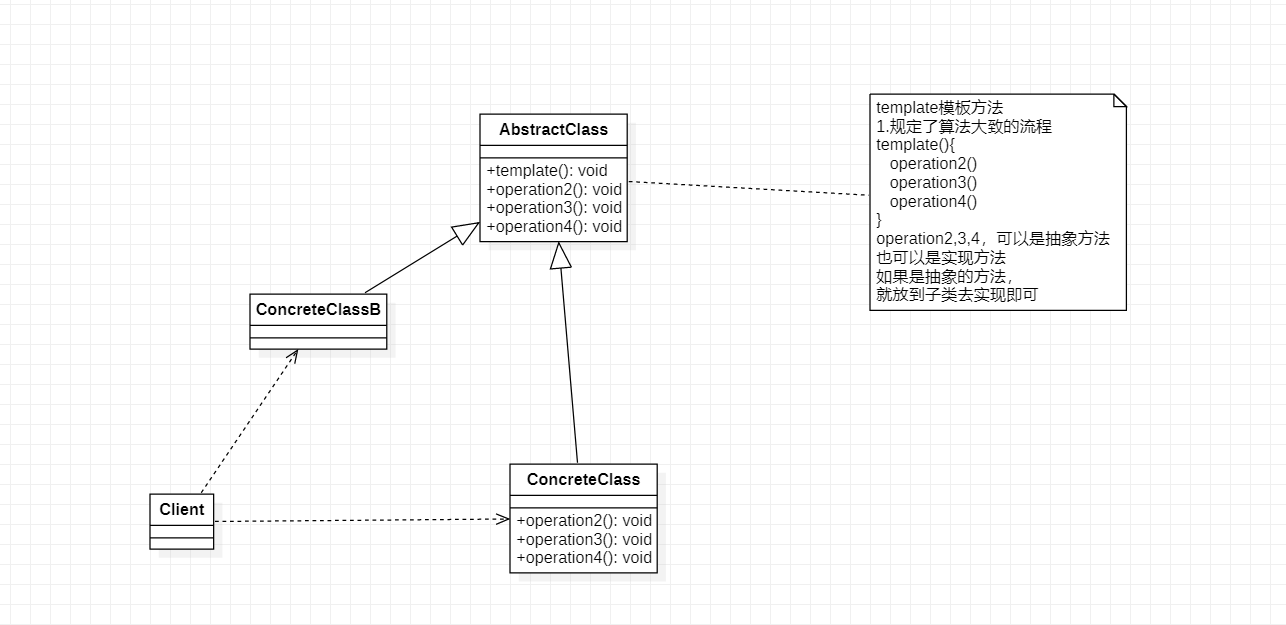 AbstractClass
+template(): void
+operation2(): void
+operation3(): void
+operation4(): void
template模板方法
1.规定了算法大致的流程
template(){
operation2()
operation3()
operation4()
}
operation2,3,4，可以是抽象方法
也可以是实现方法
如果是抽象的方法，
就放到子类去实现即可
ConcreteClassB
Client
ConcreteClass
+operation2(): void
+operation3(): void
+operation4(): void